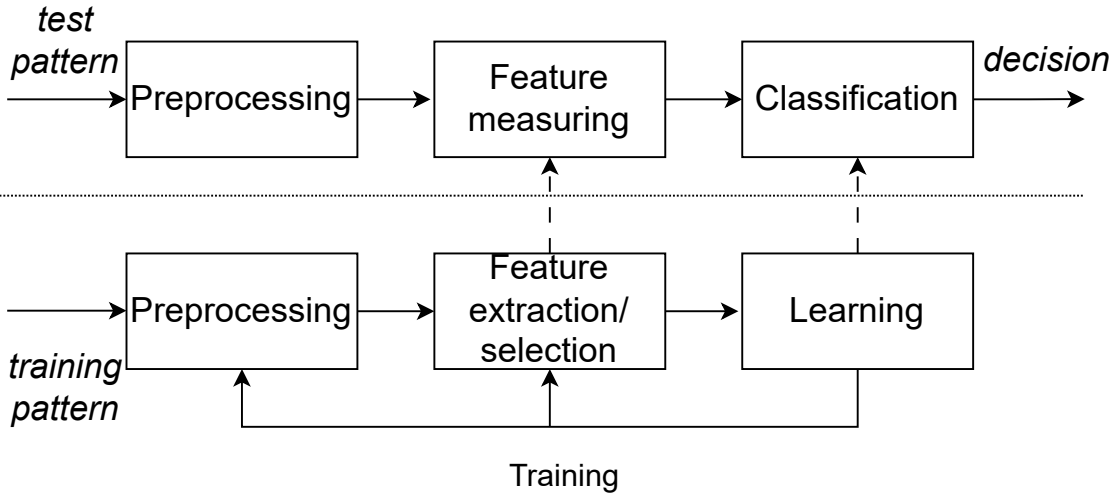 test
pattern
Preprocessing
Feature
measuring
Classification
decision
training
pattern
Preprocessing
Feature
extraction/
selection
Learning
Training